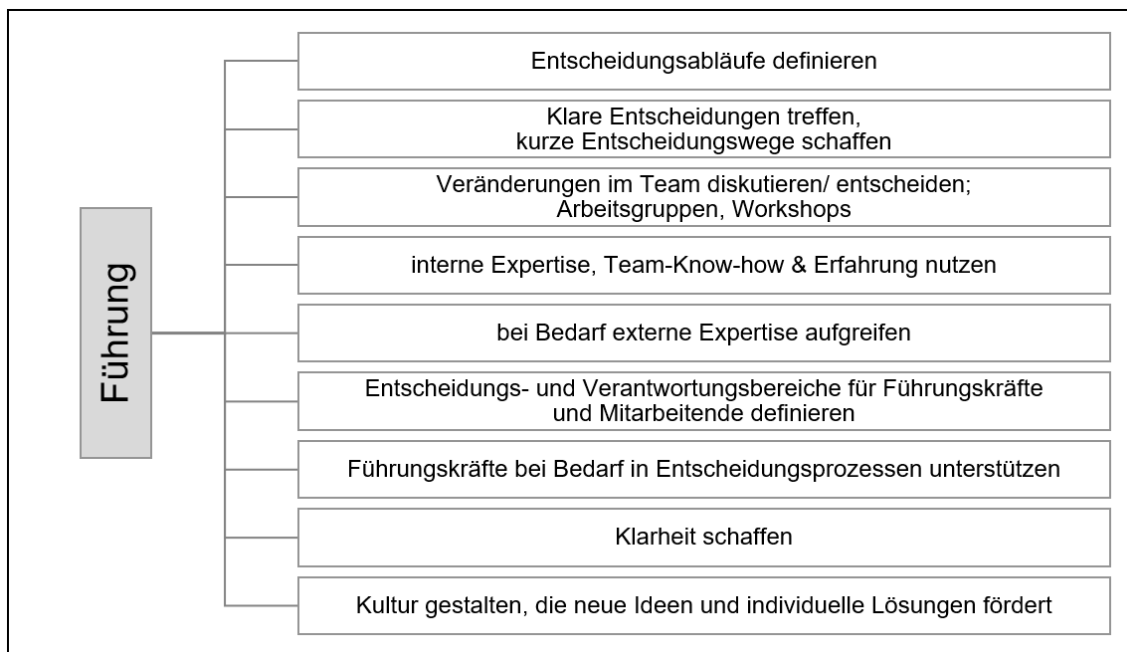 Führung
Entscheidungsabläufe definieren
Klare Entscheidungen treffen,
kurze Entscheidungswege schaffen
Veränderungen im Team diskutieren/ entscheiden;
Arbeitsgruppen, Workshops
interne Expertise, Team-Know-how & Erfahrung nutzen
bei Bedarf externe Expertise aufgreifen
Entscheidungs- und Verantwortungsbereiche für Führungskräfte
und Mitarbeitende definieren
Führungskräfte bei Bedarf in Entscheidungsprozessen unterstützen
Klarheit schaffen
Kultur gestalten, die neue Ideen und individuelle Lösungen fördert